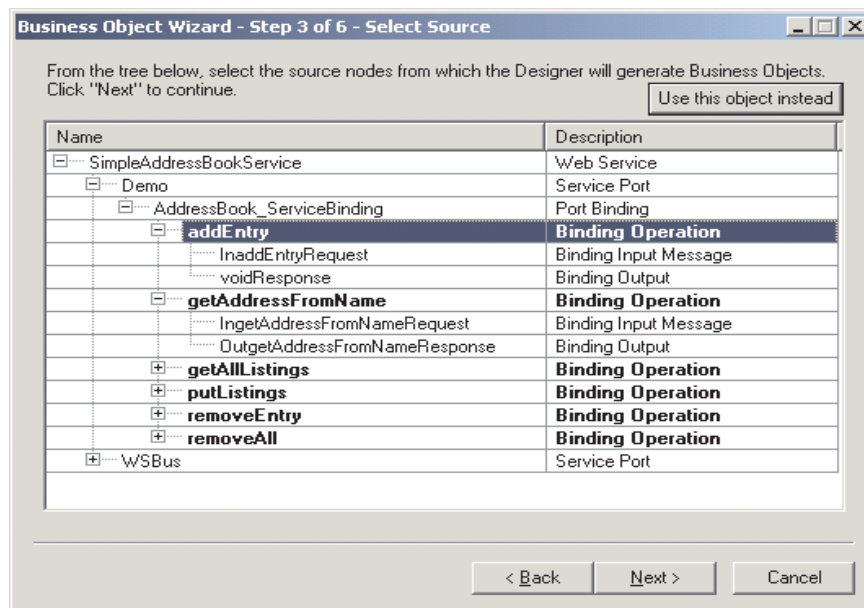 Business Object Wizard - Step 3 of 6 - Select Source
From the tree below, select the source nodes from which the Designer will generate Business Objects.
Click "Next" to continue.
Use this object instead
Name Description
SimpleAddressBookService Web Service
Demo Service Port
AddressBook_ServiceBinding Port Binding
addEntry Binding Operation
InaddEntryRequest Binding Input Message
voidResponse Binding Output
getAddressFromName Binding Operation
IngetAddressFromNameRequest Binding Input Message
OutgetAddressFromNameResponse Binding Output
getAllListings Binding Operation
putListings Binding Operation
removeEntry Binding Operation
removeAll Binding Operation
WSBus Service Port
< Back Next > Cancel